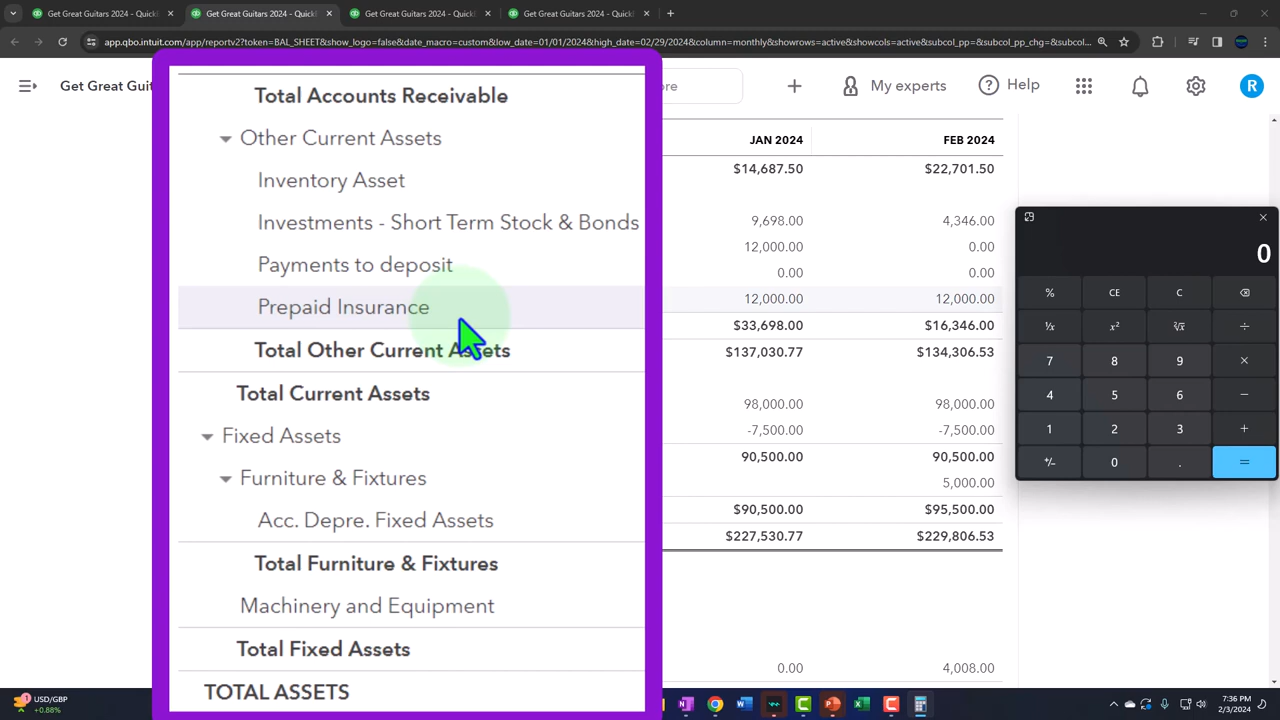 Get Great Guitars 2024 - QuickI Get Great Guitars 2024 - QuickI Get Great Guitars 2024 - QuickI Get Great Guitars 2024 - QuickI
app.qbo.intuit.com/app/reportv2?token=BAL_SHEET&show_logo=false&date_macro=custom&low_date=01/01/2024&high_date=02/29/2024&column=monthly&showrows=active&showcols=active&subcol_pp_chg=&subcol...
Get Great Guit ore My experts Help R
JAN 2024 FEB 2024
$14,687.50 $22,701.50
Total Accounts Receivable
Other Current Assets
Inventory Asset 9,698.00 4,346.00
Investments - Short Term Stock & Bonds 12,000.00 0.00
Payments to deposit 0.00 0.00
Prepaid Insurance 12,000.00 12,000.00
Total Other Current Assets $33,698.00 $16,346.00
Total Current Assets $137,030.77 $134,306.53
Fixed Assets
Furniture & Fixtures 98,000.00 98,000.00
Acc. Depre. Fixed Assets -7,500.00 -7,500.00
Total Furniture & Fixtures 90,500.00 90,500.00
Machinery and Equipment 5,000.00
Total Fixed Assets $90,500.00 $95,500.00
TOTAL ASSETS $227,530.77 $229,806.53
0.00 4,008.00
0
% CE C
⅟x x² ²√x ÷
7 8 9 ×
4 5 6 −
1 2 3 +
+/− 0 . =
USD/GBP
+0.88%
7:36 PM
2/3/2024